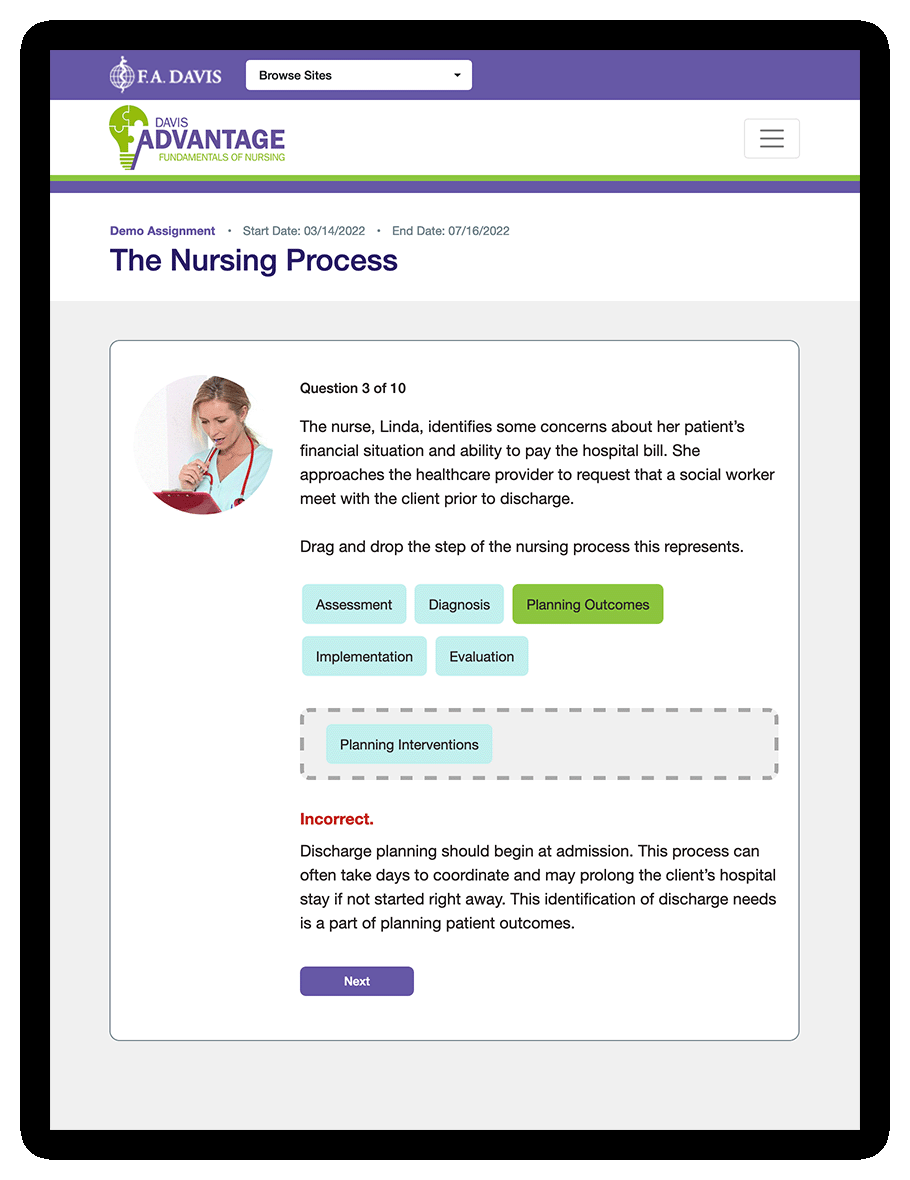 F.A. DAVIS
Browse Sites
DAVIS
ADVANTAGE
FUNDAMENTALS OF NURSING
Demo Assignment • Start Date: 03/14/2022 • End Date: 07/16/2022
The Nursing Process
Question 3 of 10
The nurse, Linda, identifies some concerns about her patient’s
financial situation and ability to pay the hospital bill. She
approaches the healthcare provider to request that a social worker
meet with the client prior to discharge.
Drag and drop the step of the nursing process this represents.
Assessment Diagnosis Planning Outcomes
Implementation Evaluation
Planning Interventions
Incorrect.
Discharge planning should begin at admission. This process can
often take days to coordinate and may prolong the client’s hospital
stay if not started right away. This identification of discharge needs
is a part of planning patient outcomes.
Next